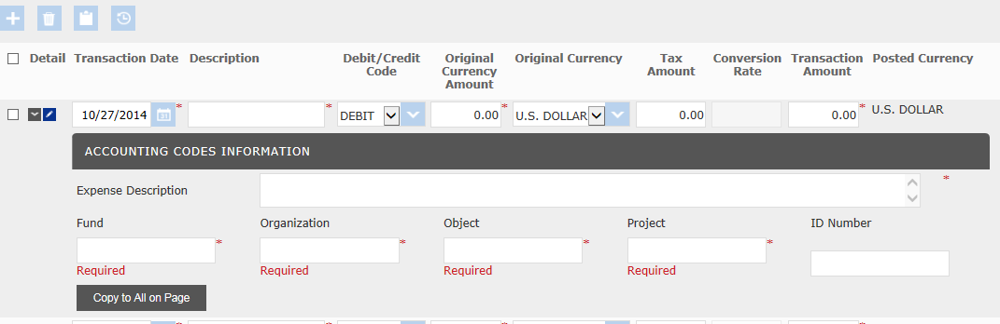 Detail Transaction Date Description Debit/Credit Code Original Currency Amount Original Currency Tax Amount Conversion Rate Transaction Amount Posted Currency
10/27/2014 31 * * DEBIT 0.00 * U.S. DOLLAR 0.00 0.00 * U.S. DOLLAR
ACCOUNTING CODES INFORMATION
Expense Description *
Fund Organization Object Project ID Number
* * * *
Required Required Required Required
Copy to All on Page